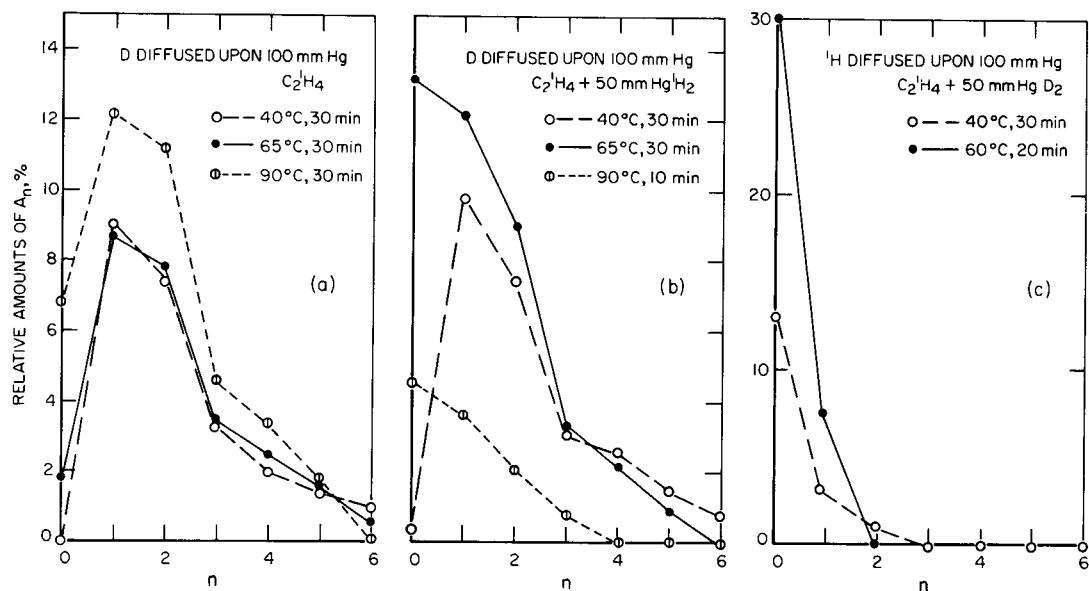 RELATIVE AMOUNTS OF Aₙ, %
14
12
10
8
6
4
2
0
D DIFFUSED UPON 100 mm Hg
C₂¹H₄
40°C, 30 min
65°C, 30 min
90°C, 30 min
(a)
0 2 4 6
n
D DIFFUSED UPON 100 mm Hg
C₂¹H₄ + 50 mm Hg¹H₂
40°C, 30 min
65°C, 30 min
90°C, 10 min
(b)
0 2 4 6
n
30
20
10
0
¹H DIFFUSED UPON 100 mm Hg
C₂¹H₄ + 50 mm Hg D₂
40°C, 30 min
60°C, 20 min
(c)
0 2 4 6
n